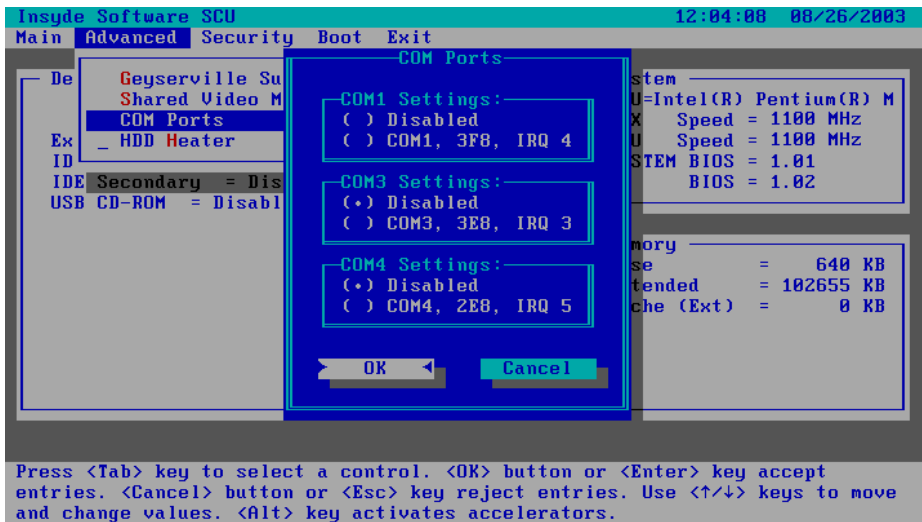 Insyde Software SCU 12:04:08 08/26/2003
Main Advanced Security Boot Exit
COM Ports
De
Geyserville Su
Shared Video M
COM Ports
Ex _ HDD Heater
ID
IDE Secondary = Dis
USB CD-ROM = Disabl
COM1 Settings:
( ) Disabled
( ) COM1, 3F8, IRQ 4
COM3 Settings:
(•) Disabled
( ) COM3, 3E8, IRQ 3
COM4 Settings:
(•) Disabled
( ) COM4, 2E8, IRQ 5
OK Cancel
stem
U=Intel(R) Pentium(R) M
X Speed = 1100 MHz
U Speed = 1100 MHz
STEM BIOS = 1.01
BIOS = 1.02
mory
se = 640 KB
tended = 102655 KB
che (Ext) = 0 KB
Press <Tab> key to select a control. <OK> button or <Enter> key accept
entries. <Cancel> button or <Esc> key reject entries. Use <↑/↓> keys to move
and change values. <Alt> key activates accelerators.